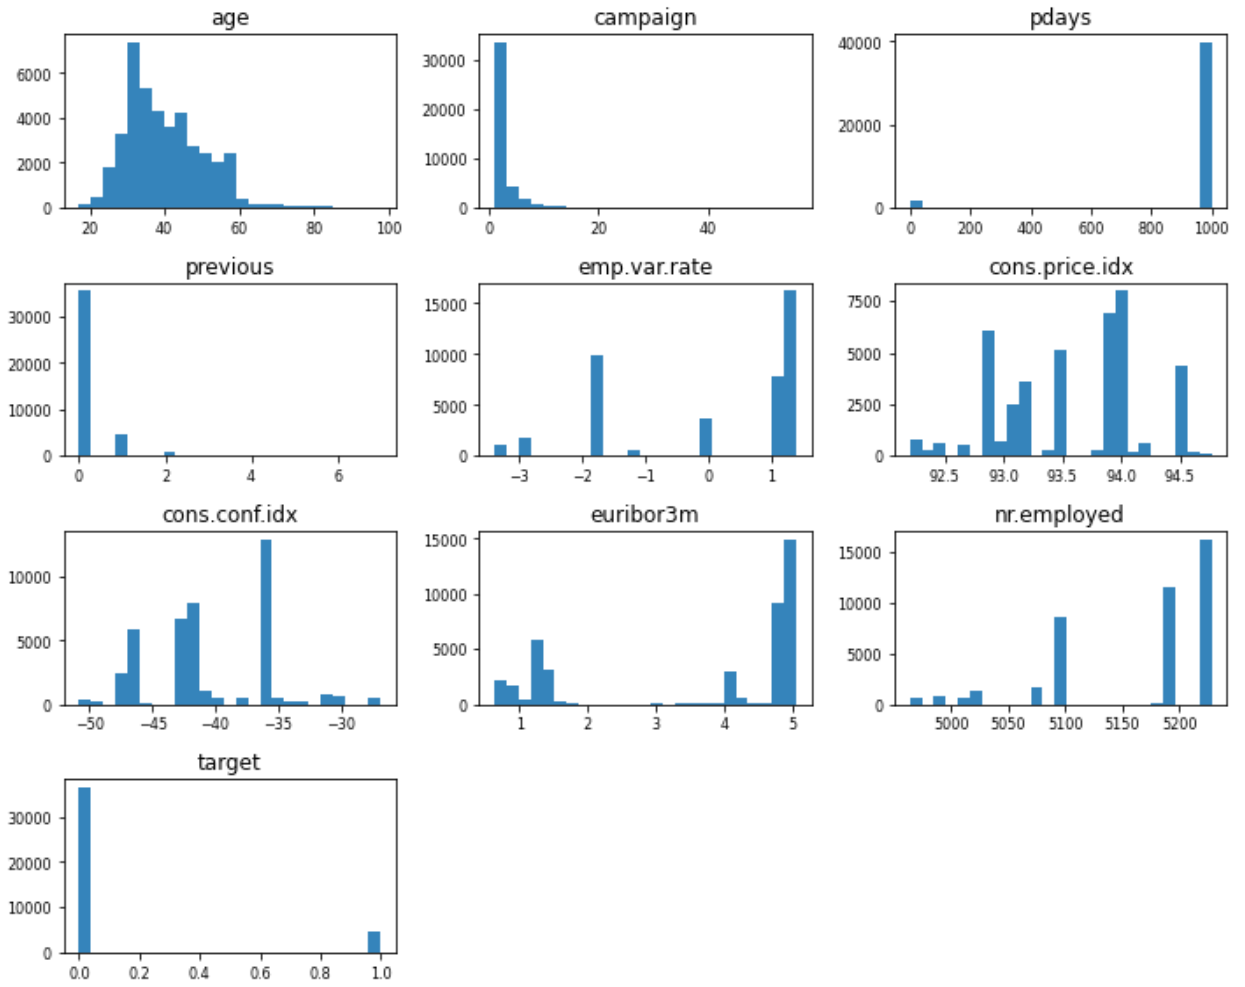 age
6000
4000
2000
0
20 40 60 80 100
campaign
30000
20000
10000
0
0 20 40
pdays
40000
20000
0
0 200 400 600 800 1000
previous
30000
20000
10000
0
0 2 4 6
emp.var.rate
15000
10000
5000
0
−3 −2 −1 0 1
cons.price.idx
7500
5000
2500
0
92.5 93.0 93.5 94.0 94.5
cons.conf.idx
10000
5000
0
−50 −45 −40 −35 −30
euribor3m
15000
10000
5000
0
1 2 3 4 5
nr.employed
15000
10000
5000
0
5000 5050 5100 5150 5200
target
30000
20000
10000
0
0.0 0.2 0.4 0.6 0.8 1.0